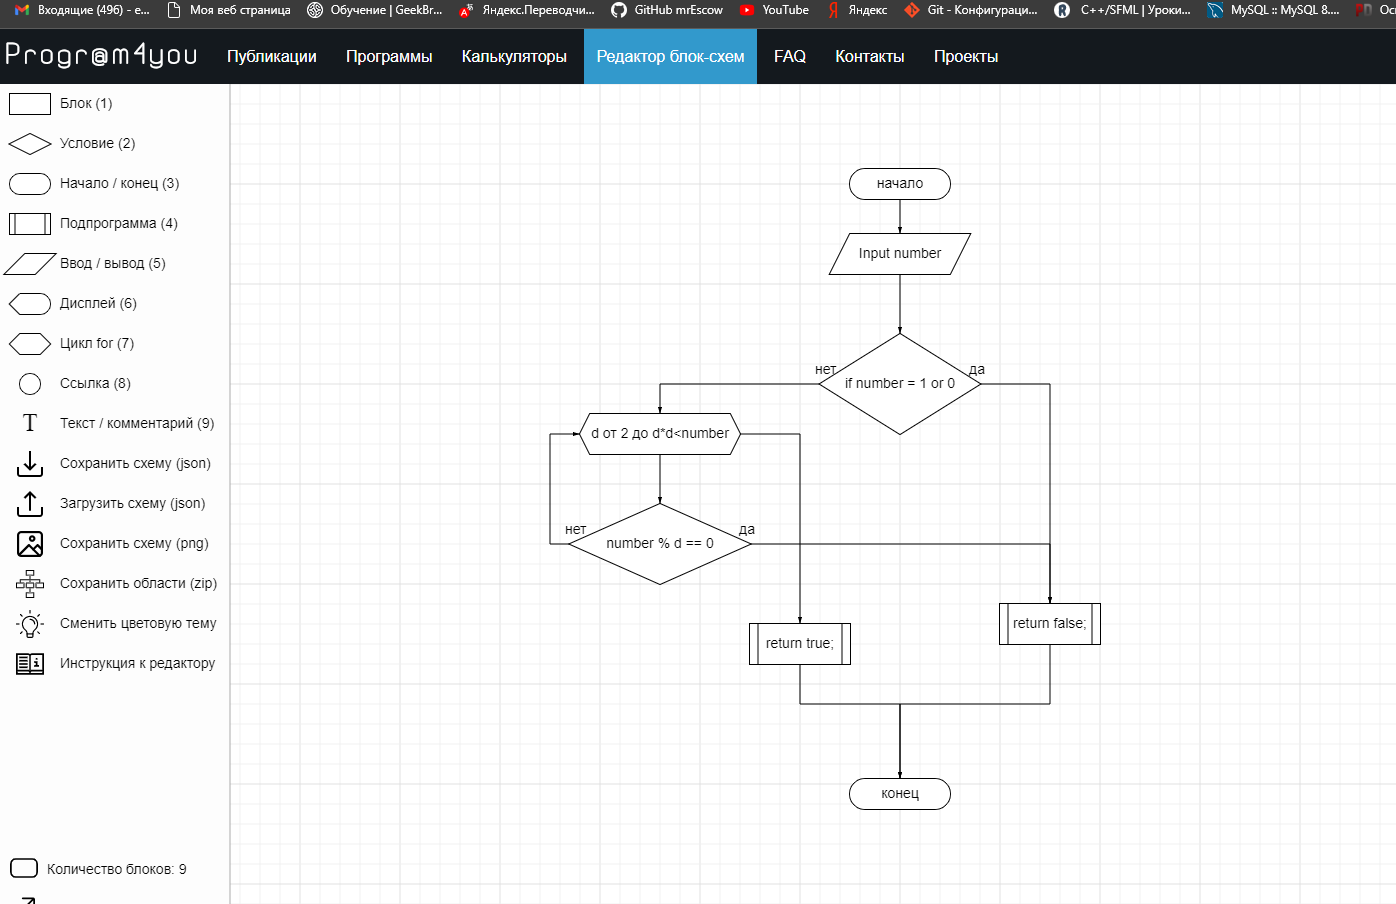 Входящие (496) - е...
Моя веб страница
Обучение | GeekBr...
Яндекс.Переводчи...
GitHub mrEscow
YouTube
Яндекс
Git - Конфигураци...
C++/SFML | Уроки...
MySQL :: MySQL 8....
Progr@m4you
Публикации
Программы
Калькуляторы
Редактор блок-схем
FAQ
Контакты
Проекты
Блок (1)
Условие (2)
Начало / конец (3)
Подпрограмма (4)
Ввод / вывод (5)
Дисплей (6)
Цикл for (7)
Ссылка (8)
T Текст / комментарий (9)
Сохранить схему (json)
Загрузить схему (json)
Сохранить схему (png)
Сохранить области (zip)
Сменить цветовую тему
Инструкция к редактору
Количество блоков: 9
начало
Input number
нет
да
if number = 1 or 0
d от 2 до d*d<number
нет
да
number % d == 0
return false;
return true;
конец